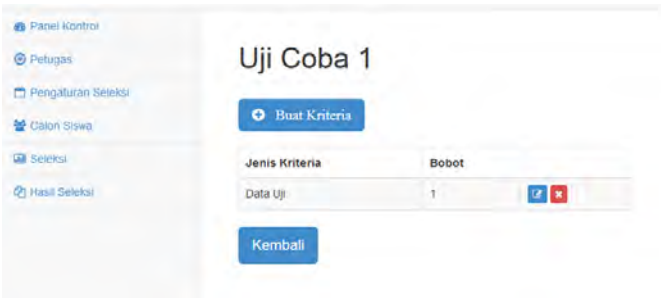 Panel Kontrol
Petugas
Pengaturan Seleksi
Calon Siswa
Seleksi
Hasil Seleksi
Uji Coba 1
Buat Kriteria
Jenis Kriteria Bobot
Data Uji 1
Kembali